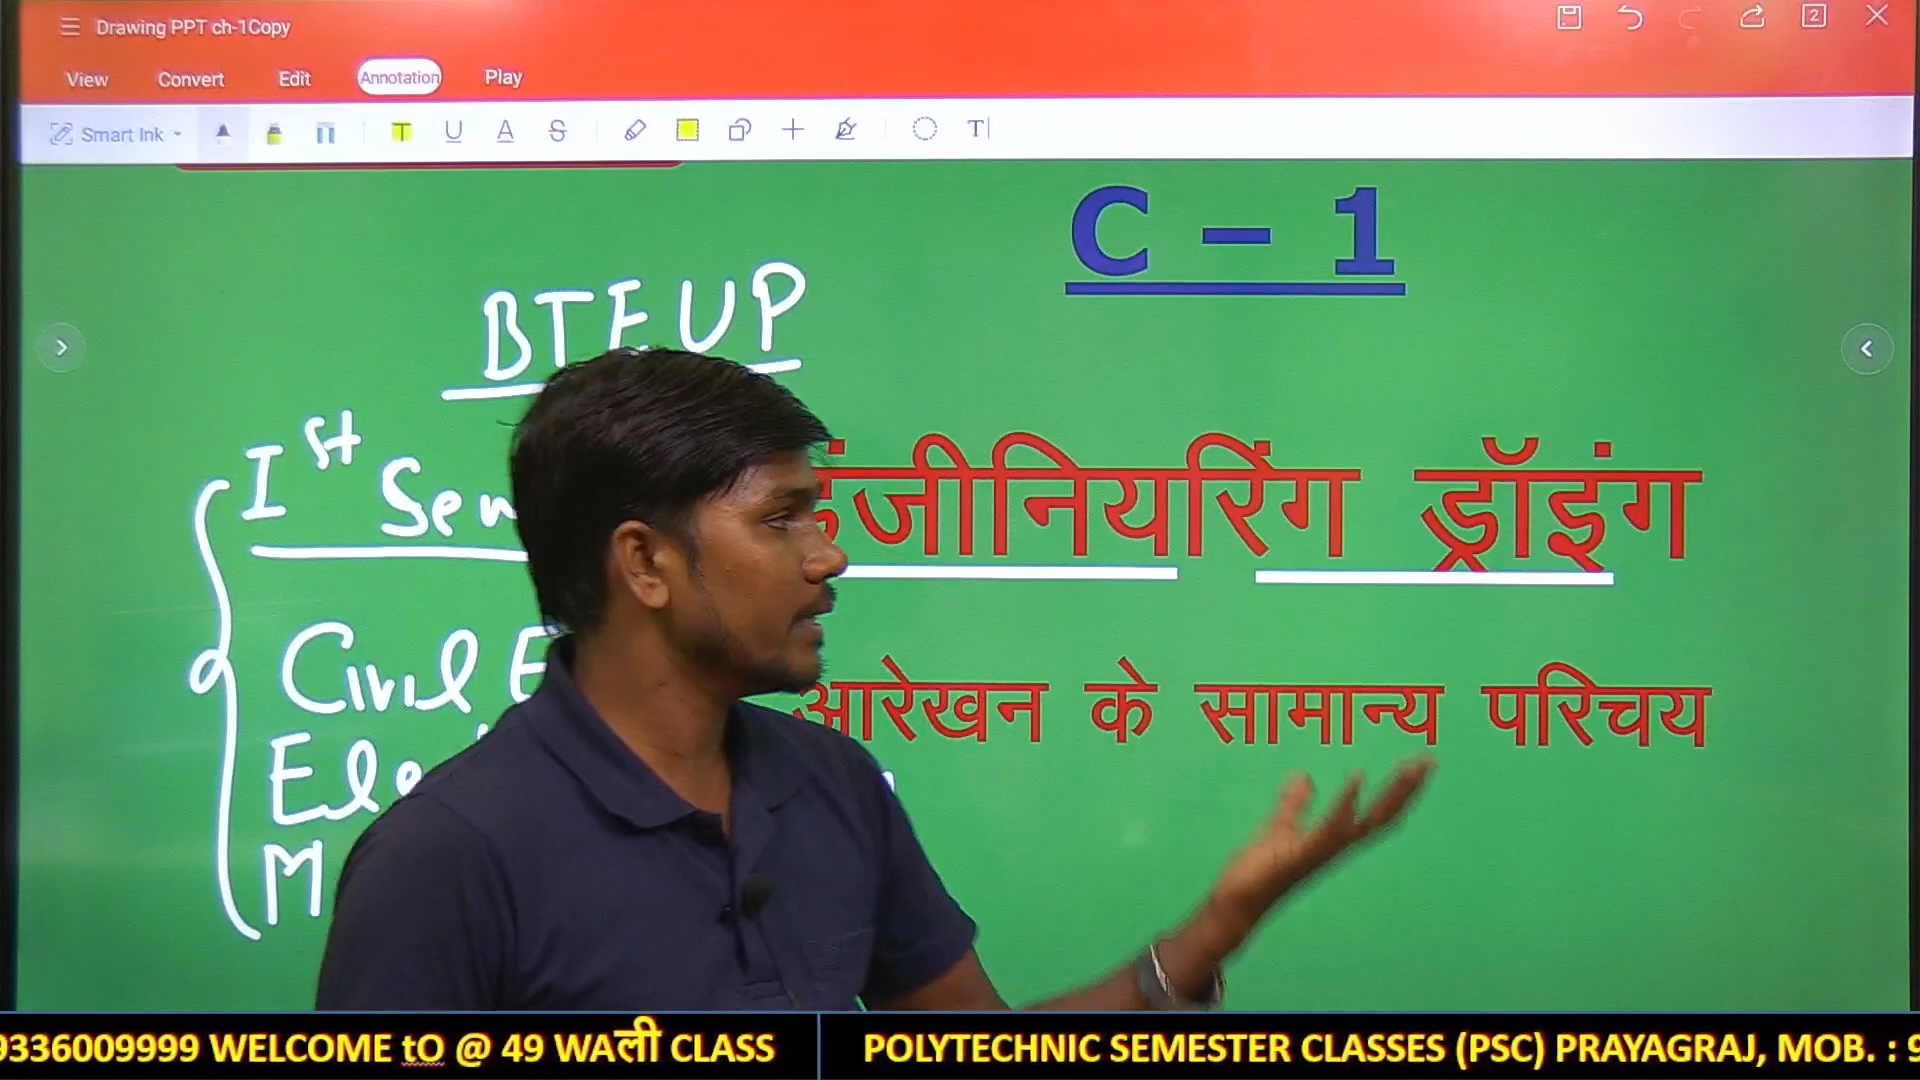 Drawing PPT ch-1Copy
View Convert Edit Annotation Play
Smart Ink
C – 1
BTEUP
Ist
इंजीनियरिंग ड्रॉइंग
Civil
आरेखन के सामान्य परिचय
9336009999 WELCOME tO @ 49 WAली CLASS
POLYTECHNIC SEMESTER CLASSES (PSC) PRAYAGRAJ, MOB. : 9